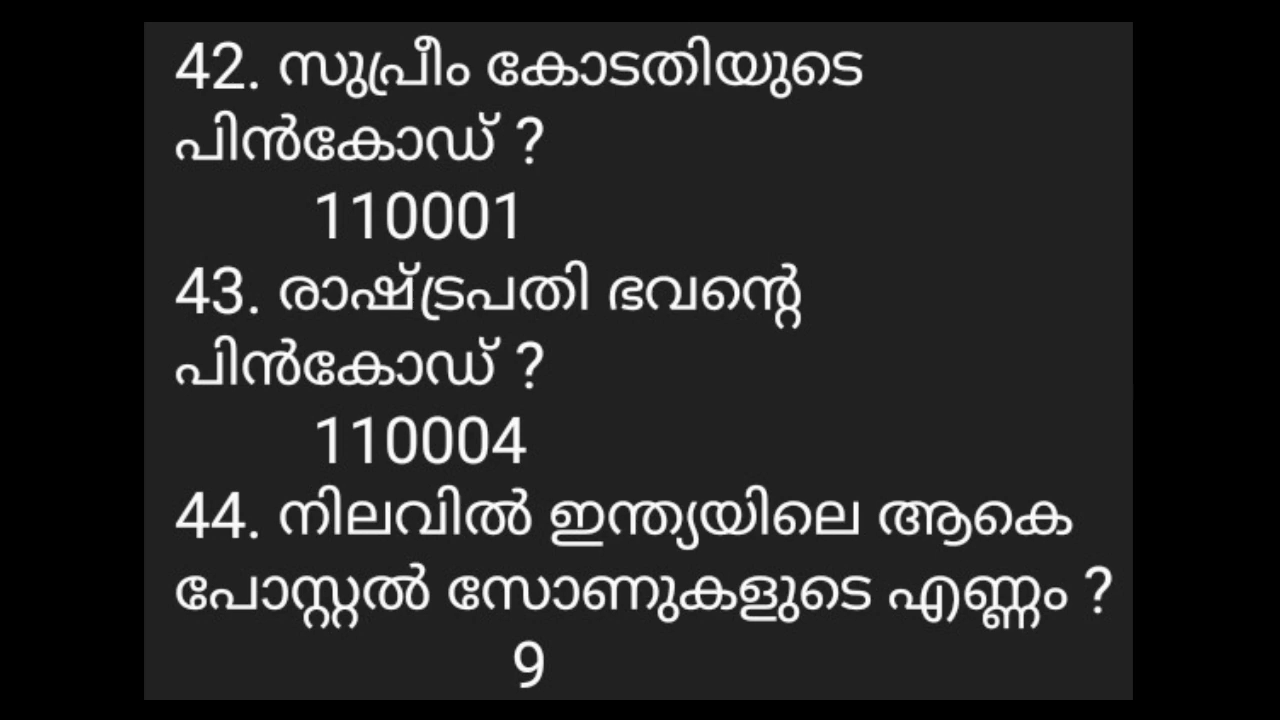 42. സുപ്രീം കോടതിയുടെ
പിൻകോഡ് ?
110001
43. രാഷ്ട്രപതി ഭവന്റെ
പിൻകോഡ് ?
110004
44. നിലവിൽ ഇന്ത്യയിലെ ആകെ
പോസ്റ്റൽ സോണുകളുടെ എണ്ണം ?
9